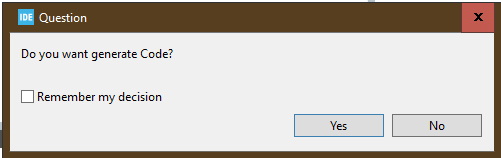 IDE Question
X
Do you want generate Code?
Remember my decision
Yes No